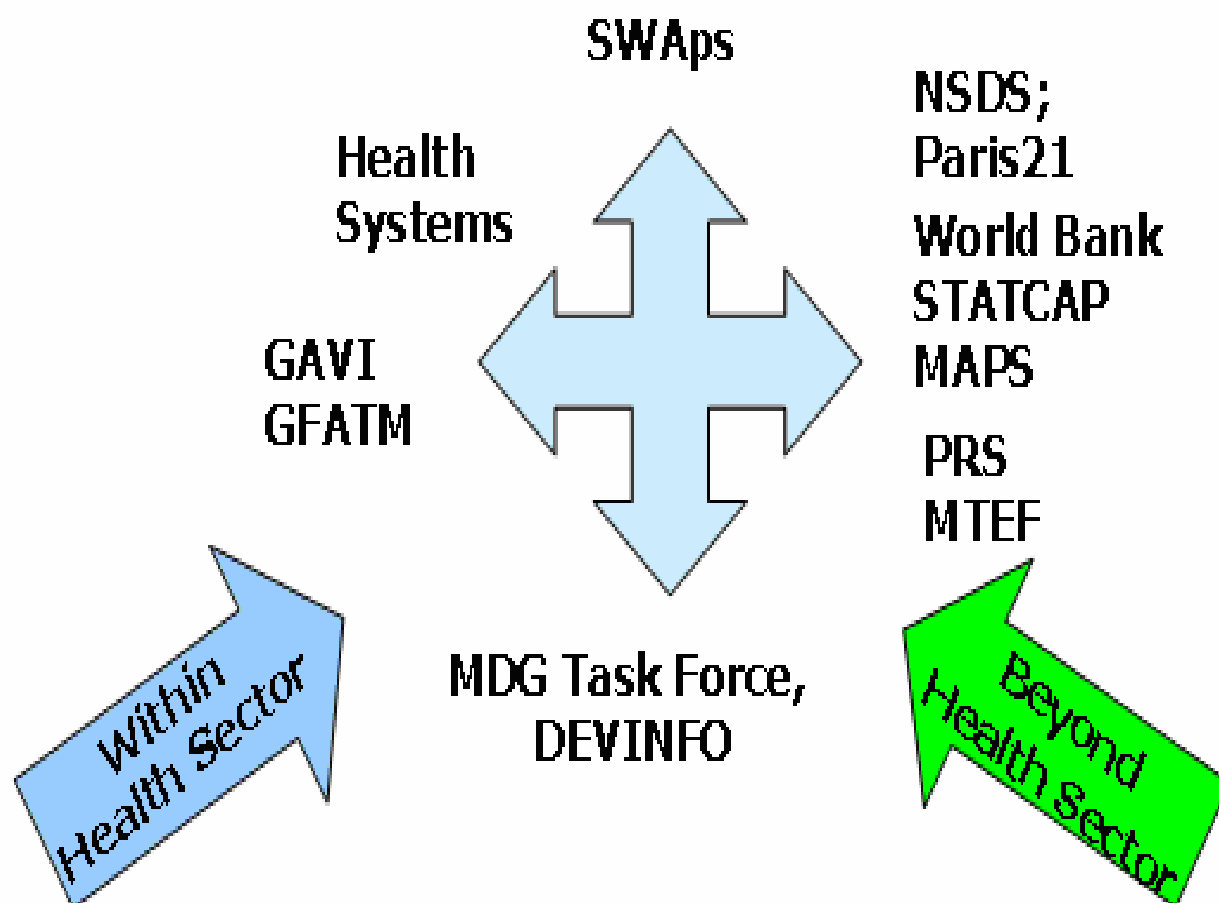 SWAps
Health
Systems
GAVI
GFATM
NSDS;
Paris21
World Bank
STATCAP
MAPS
PRS
MTEF
MDG Task Force,
DEVINFO
Within
Health Sector
Beyond
Health Sector